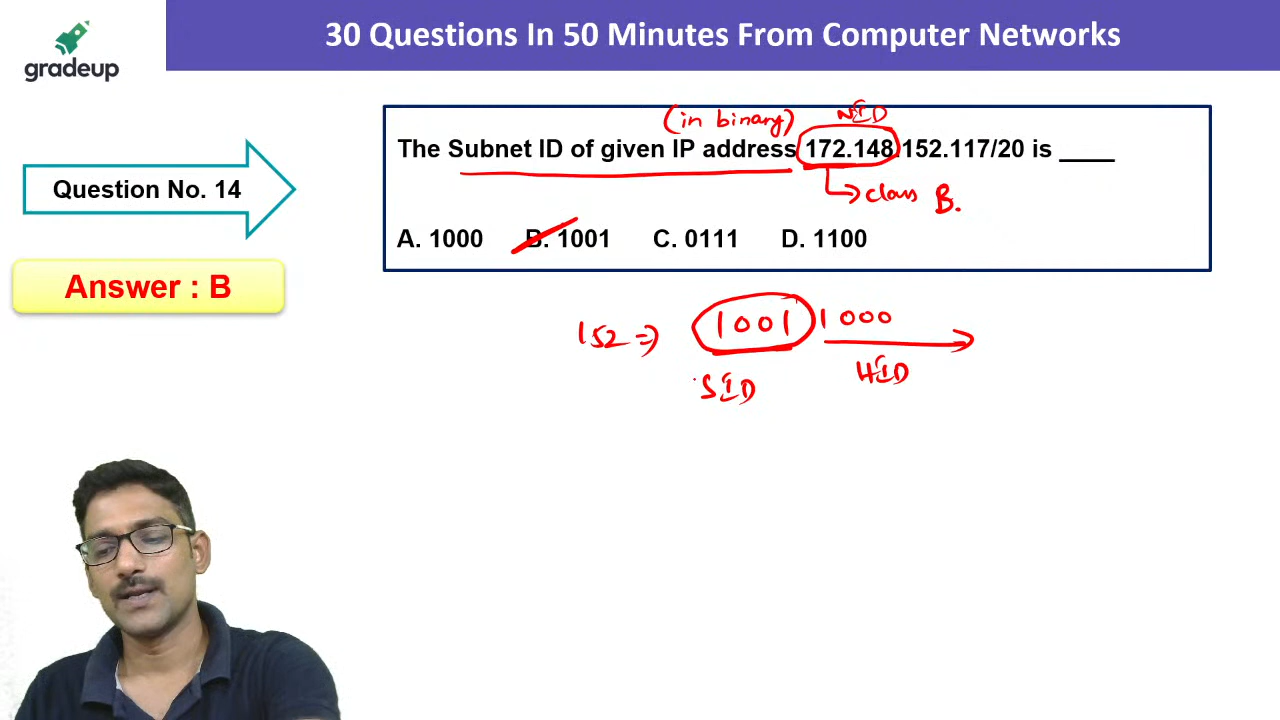 gradeup
30 Questions In 50 Minutes From Computer Networks
Question No. 14
Answer : B
(in binary)
NID
The Subnet ID of given IP address 172.148.152.117/20 is ____
class B.
A. 1000 B. 1001 C. 0111 D. 1100
152 => 1001 1000
SID HID